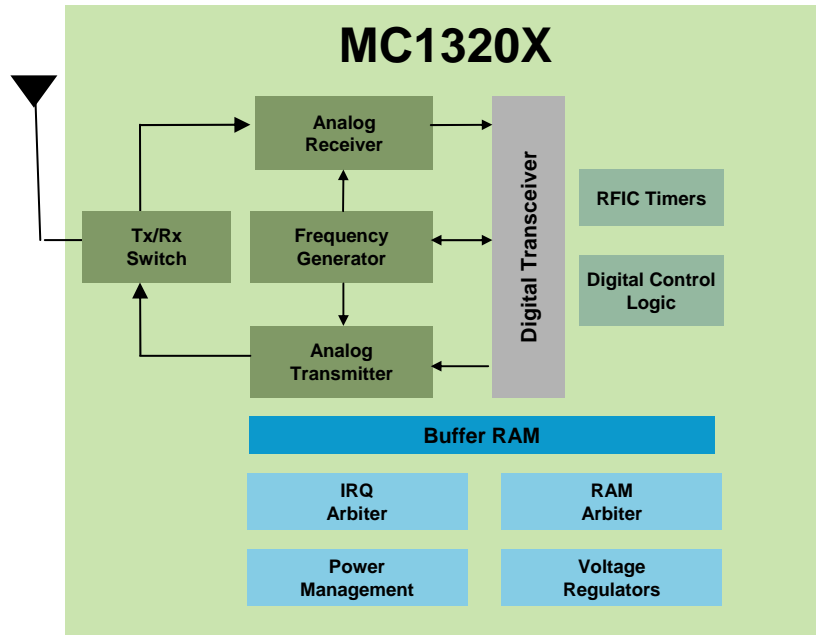 MC1320X
Analog
Receiver
Tx/Rx
Switch
Frequency
Generator
Analog
Transmitter
Digital Transceiver
RFIC Timers
Digital Control
Logic
Buffer RAM
IRQ
Arbiter
RAM
Arbiter
Power
Management
Voltage
Regulators